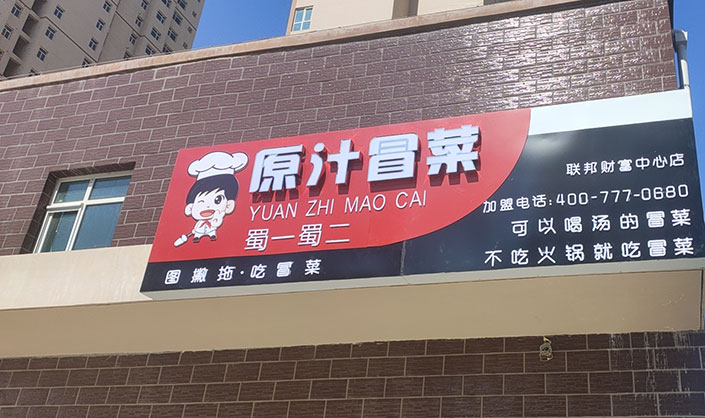 原汁冒菜
YUAN ZHI MAO CAI
蜀一蜀二
图撇拖·吃冒菜
联邦财富中心店
加盟电话:400-777-0680
可以喝汤的冒菜
不吃火锅就吃冒菜